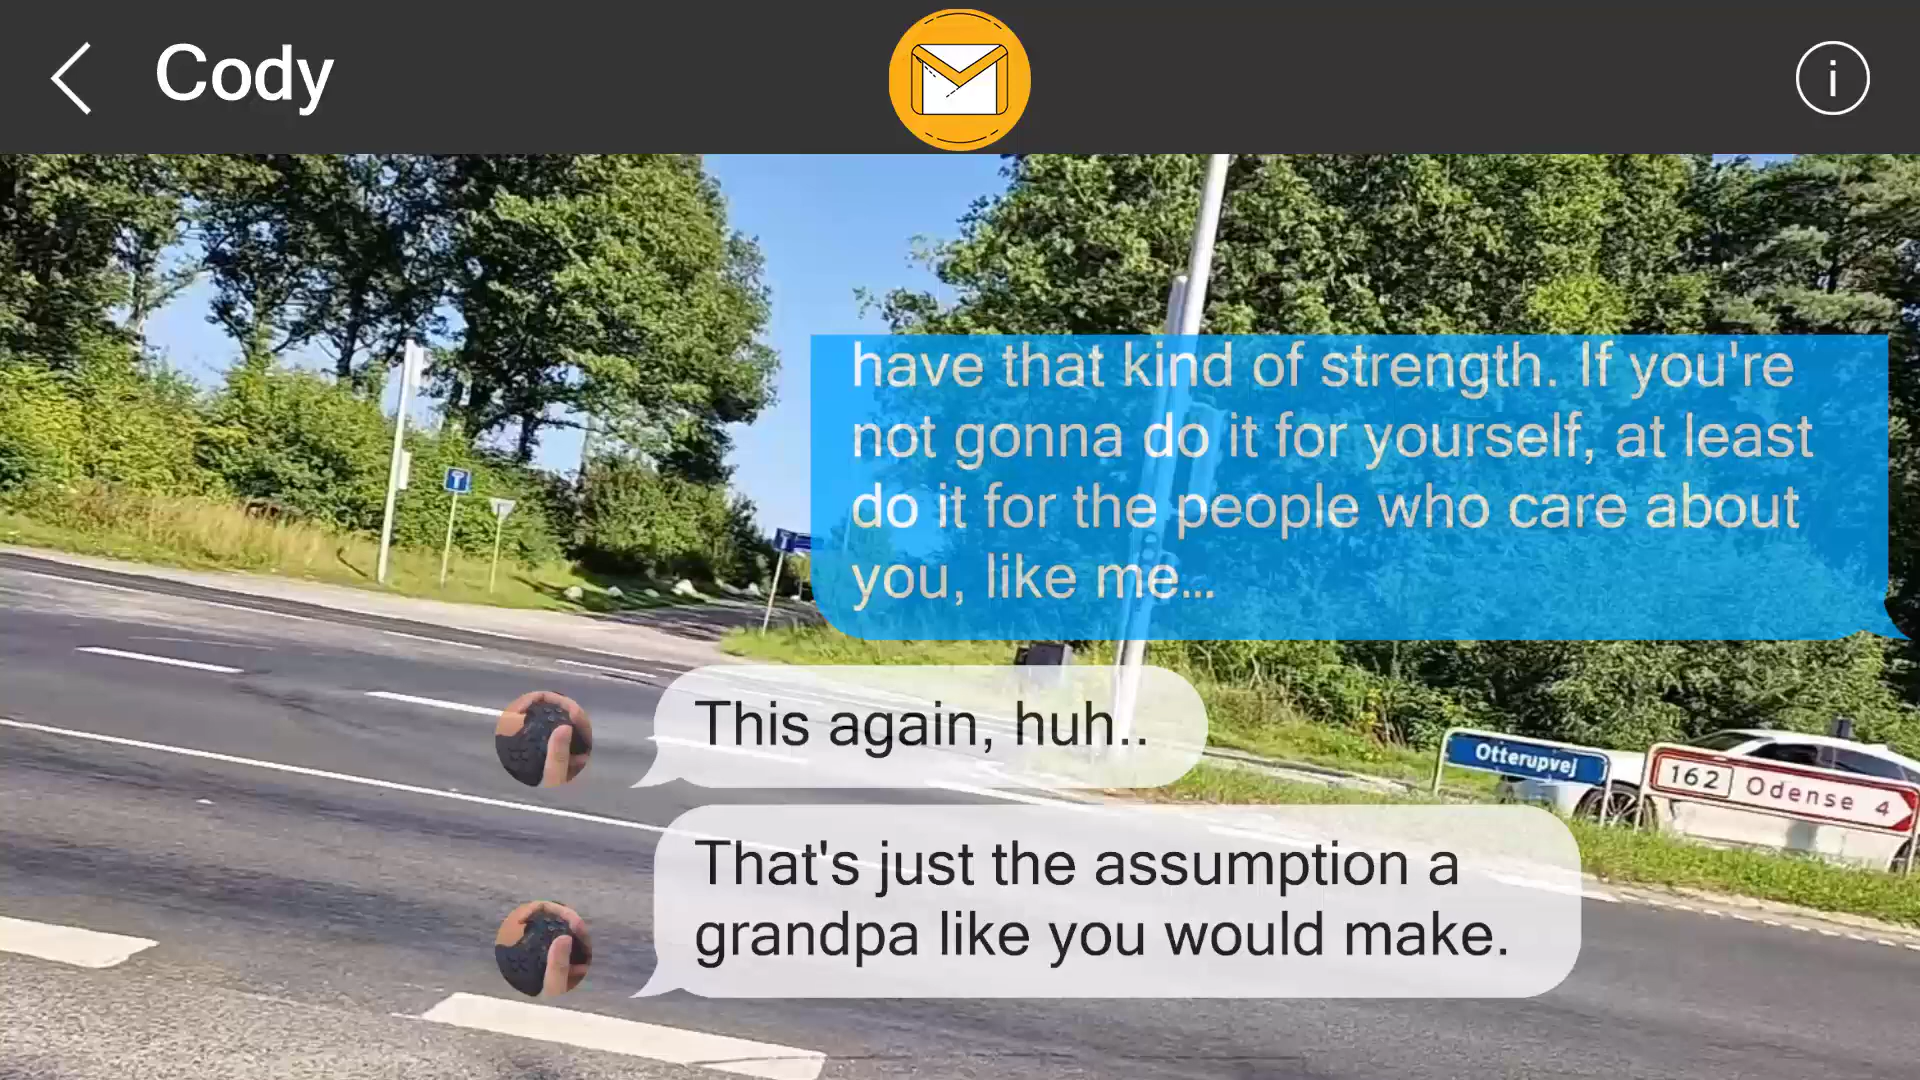 Cody
i
have that kind of strength. If you're
not gonna do it for yourself, at least
do it for the people who care about
you, like me...
This again, huh..
That's just the assumption a
grandpa like you would make.
Otterupvej
162 Odense 4